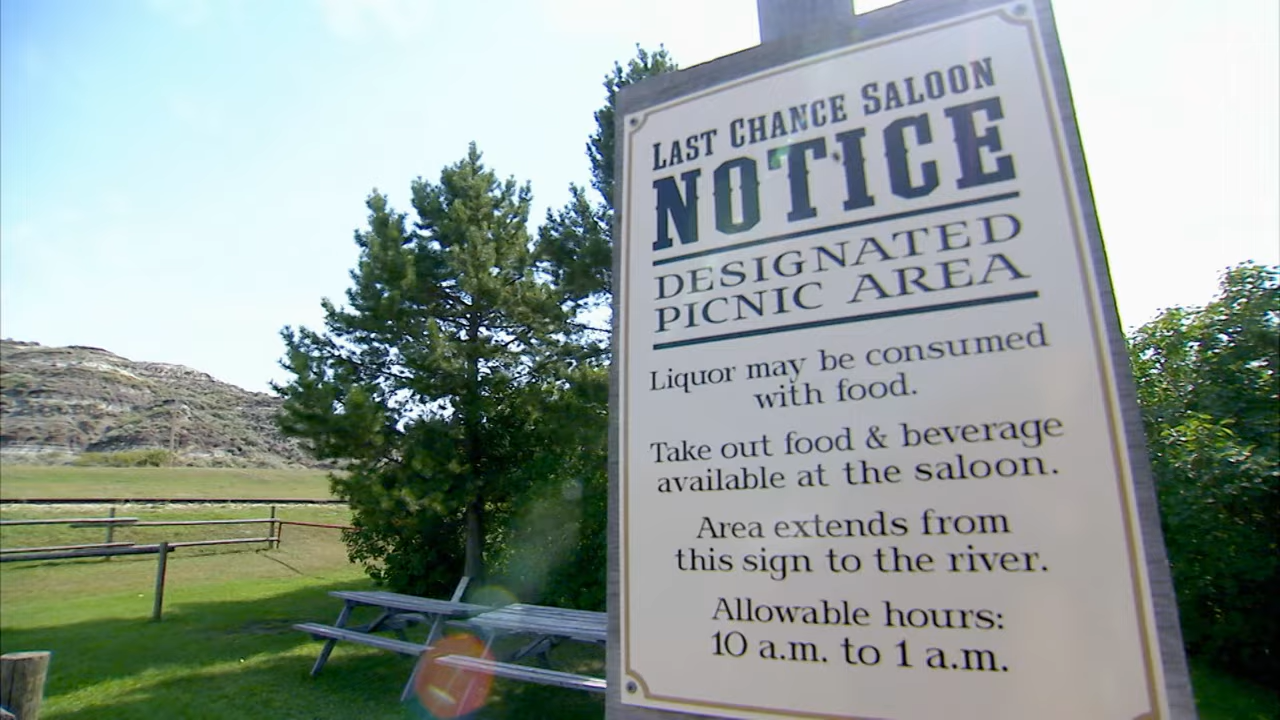 LAST CHANCE SALOON
NOTICE
DESIGNATED
PICNIC AREA
Liquor may be consumed
with food.
Take out food & beverage
available at the saloon.
Area extends from
this sign to the river.
Allowable hours:
10 a.m. to 1 a.m.